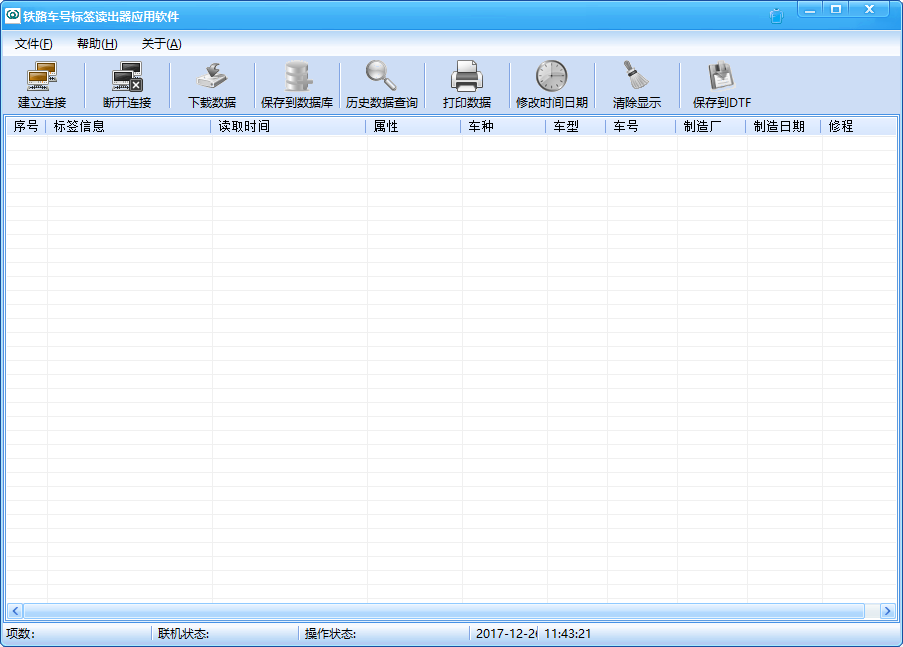 铁路车号标签读出器应用软件
文件(F) 帮助(H) 关于(A)
建立连接 断开连接 下载数据 保存到数据库 历史数据查询 打印数据 修改时间日期 清除显示 保存到DTF
序号 标签信息 读取时间 属性 车种 车型 车号 制造厂 制造日期 修程
项数: 联机状态: 操作状态: 2017-12-26 11:43:21